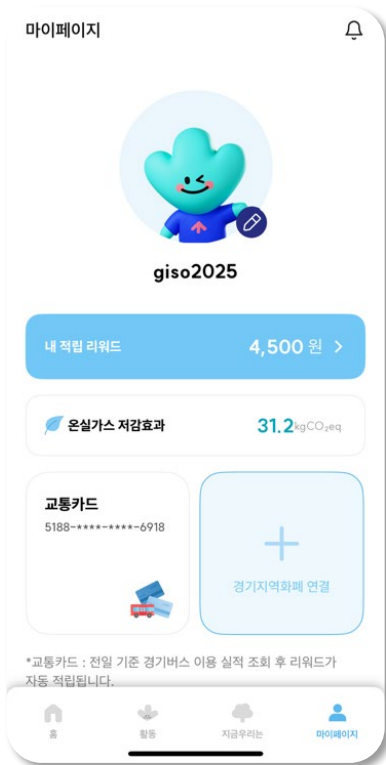 마이페이지
giso2025
내 적립 리워드 4,500 원
온실가스 저감효과 31.2kgCO₂eq
교통카드
5188-****-****-6918
경기지역화폐 연결
*교통카드 : 전일 기준 경기버스 이용 실적 조회 후 리워드가
자동 적립됩니다.
홈 활동 지금우리는 마이페이지